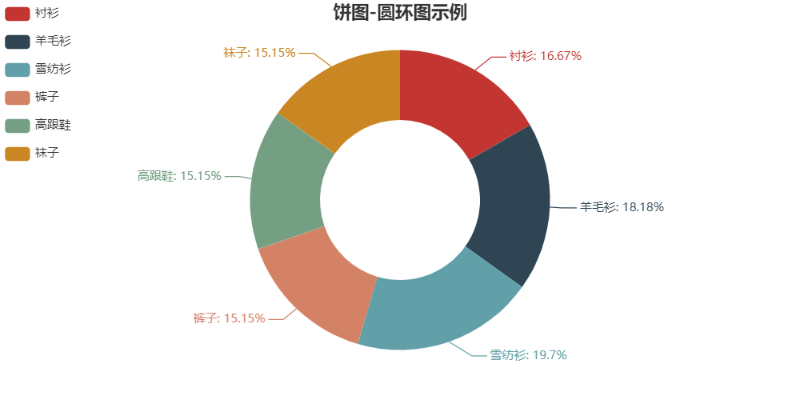 饼图-圆环图示例
衬衫
羊毛衫
雪纺衫
裤子
高跟鞋
袜子
衬衫: 16.67%
羊毛衫: 18.18%
雪纺衫: 19.7%
裤子: 15.15%
高跟鞋: 15.15%
袜子: 15.15%